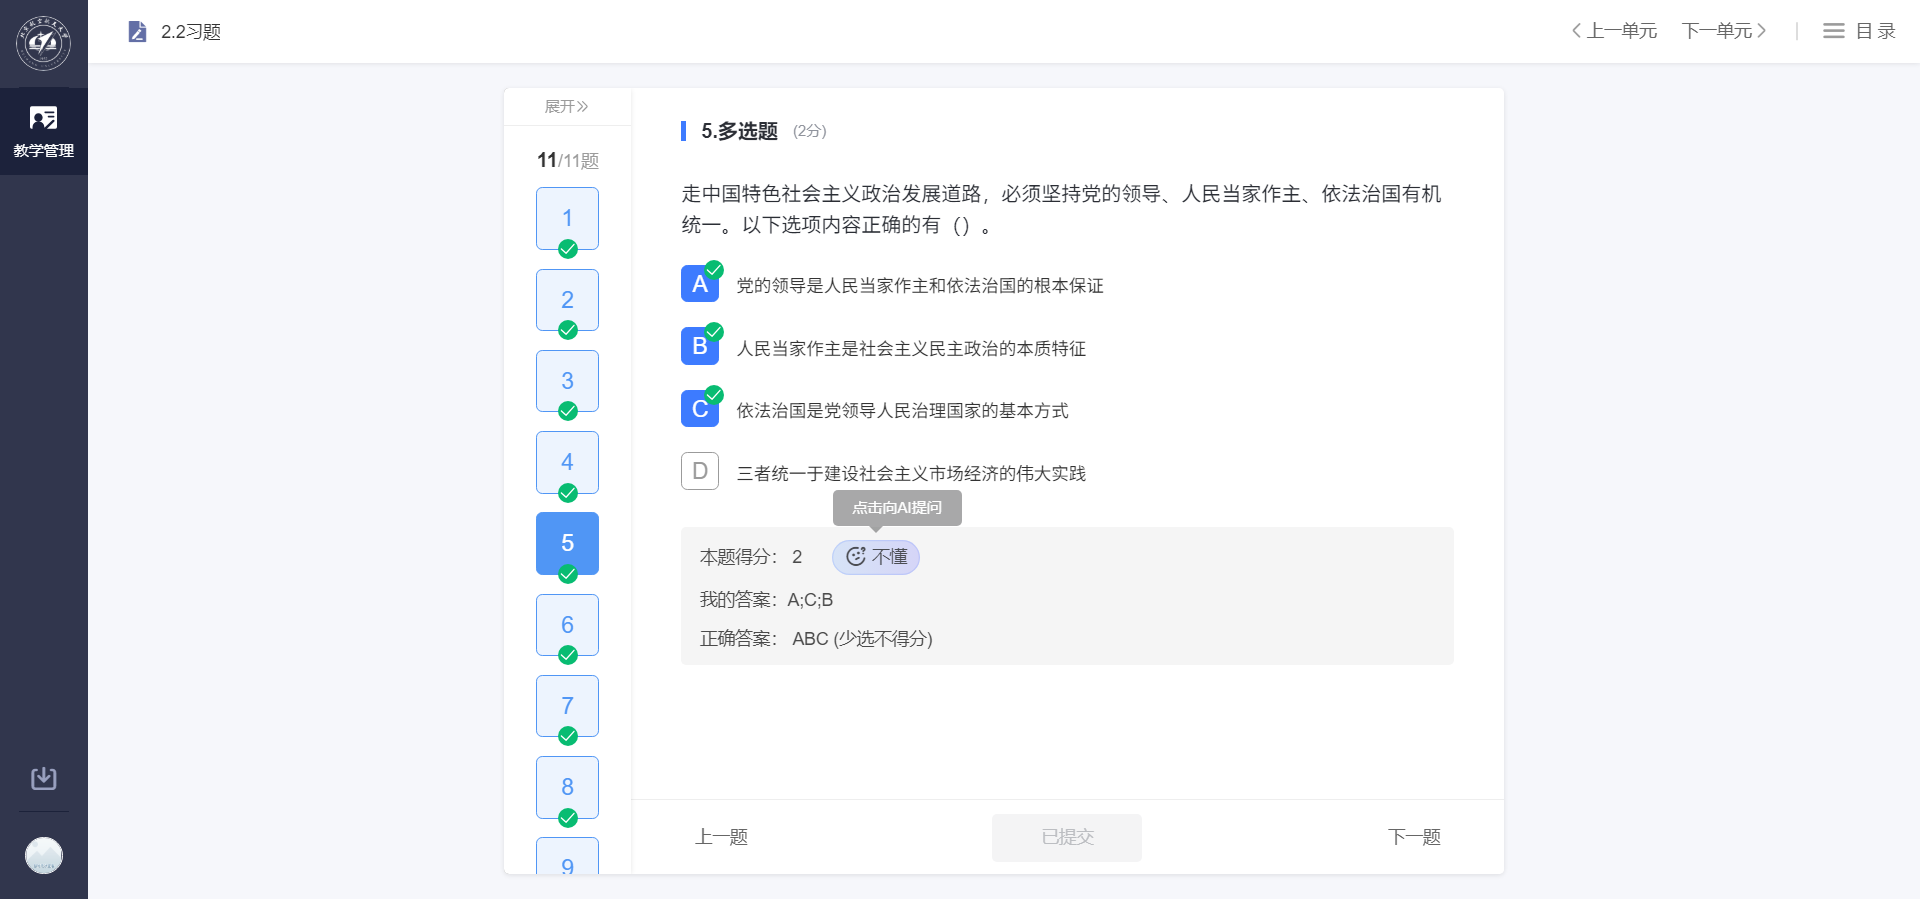 2.2习题
上一单元 下一单元 目录
教学管理
展开
11/11题
1
2
3
4
5
6
7
8
9
5.多选题 (2分)
走中国特色社会主义政治发展道路，必须坚持党的领导、人民当家作主、依法治国有机
统一。以下选项内容正确的有（）。
A 党的领导是人民当家作主和依法治国的根本保证
B 人民当家作主是社会主义民主政治的本质特征
C 依法治国是党领导人民治理国家的基本方式
D 三者统一于建设社会主义市场经济的伟大实践
点击向AI提问
本题得分： 2 不懂
我的答案：A;C;B
正确答案： ABC (少选不得分)
上一题 已提交 下一题